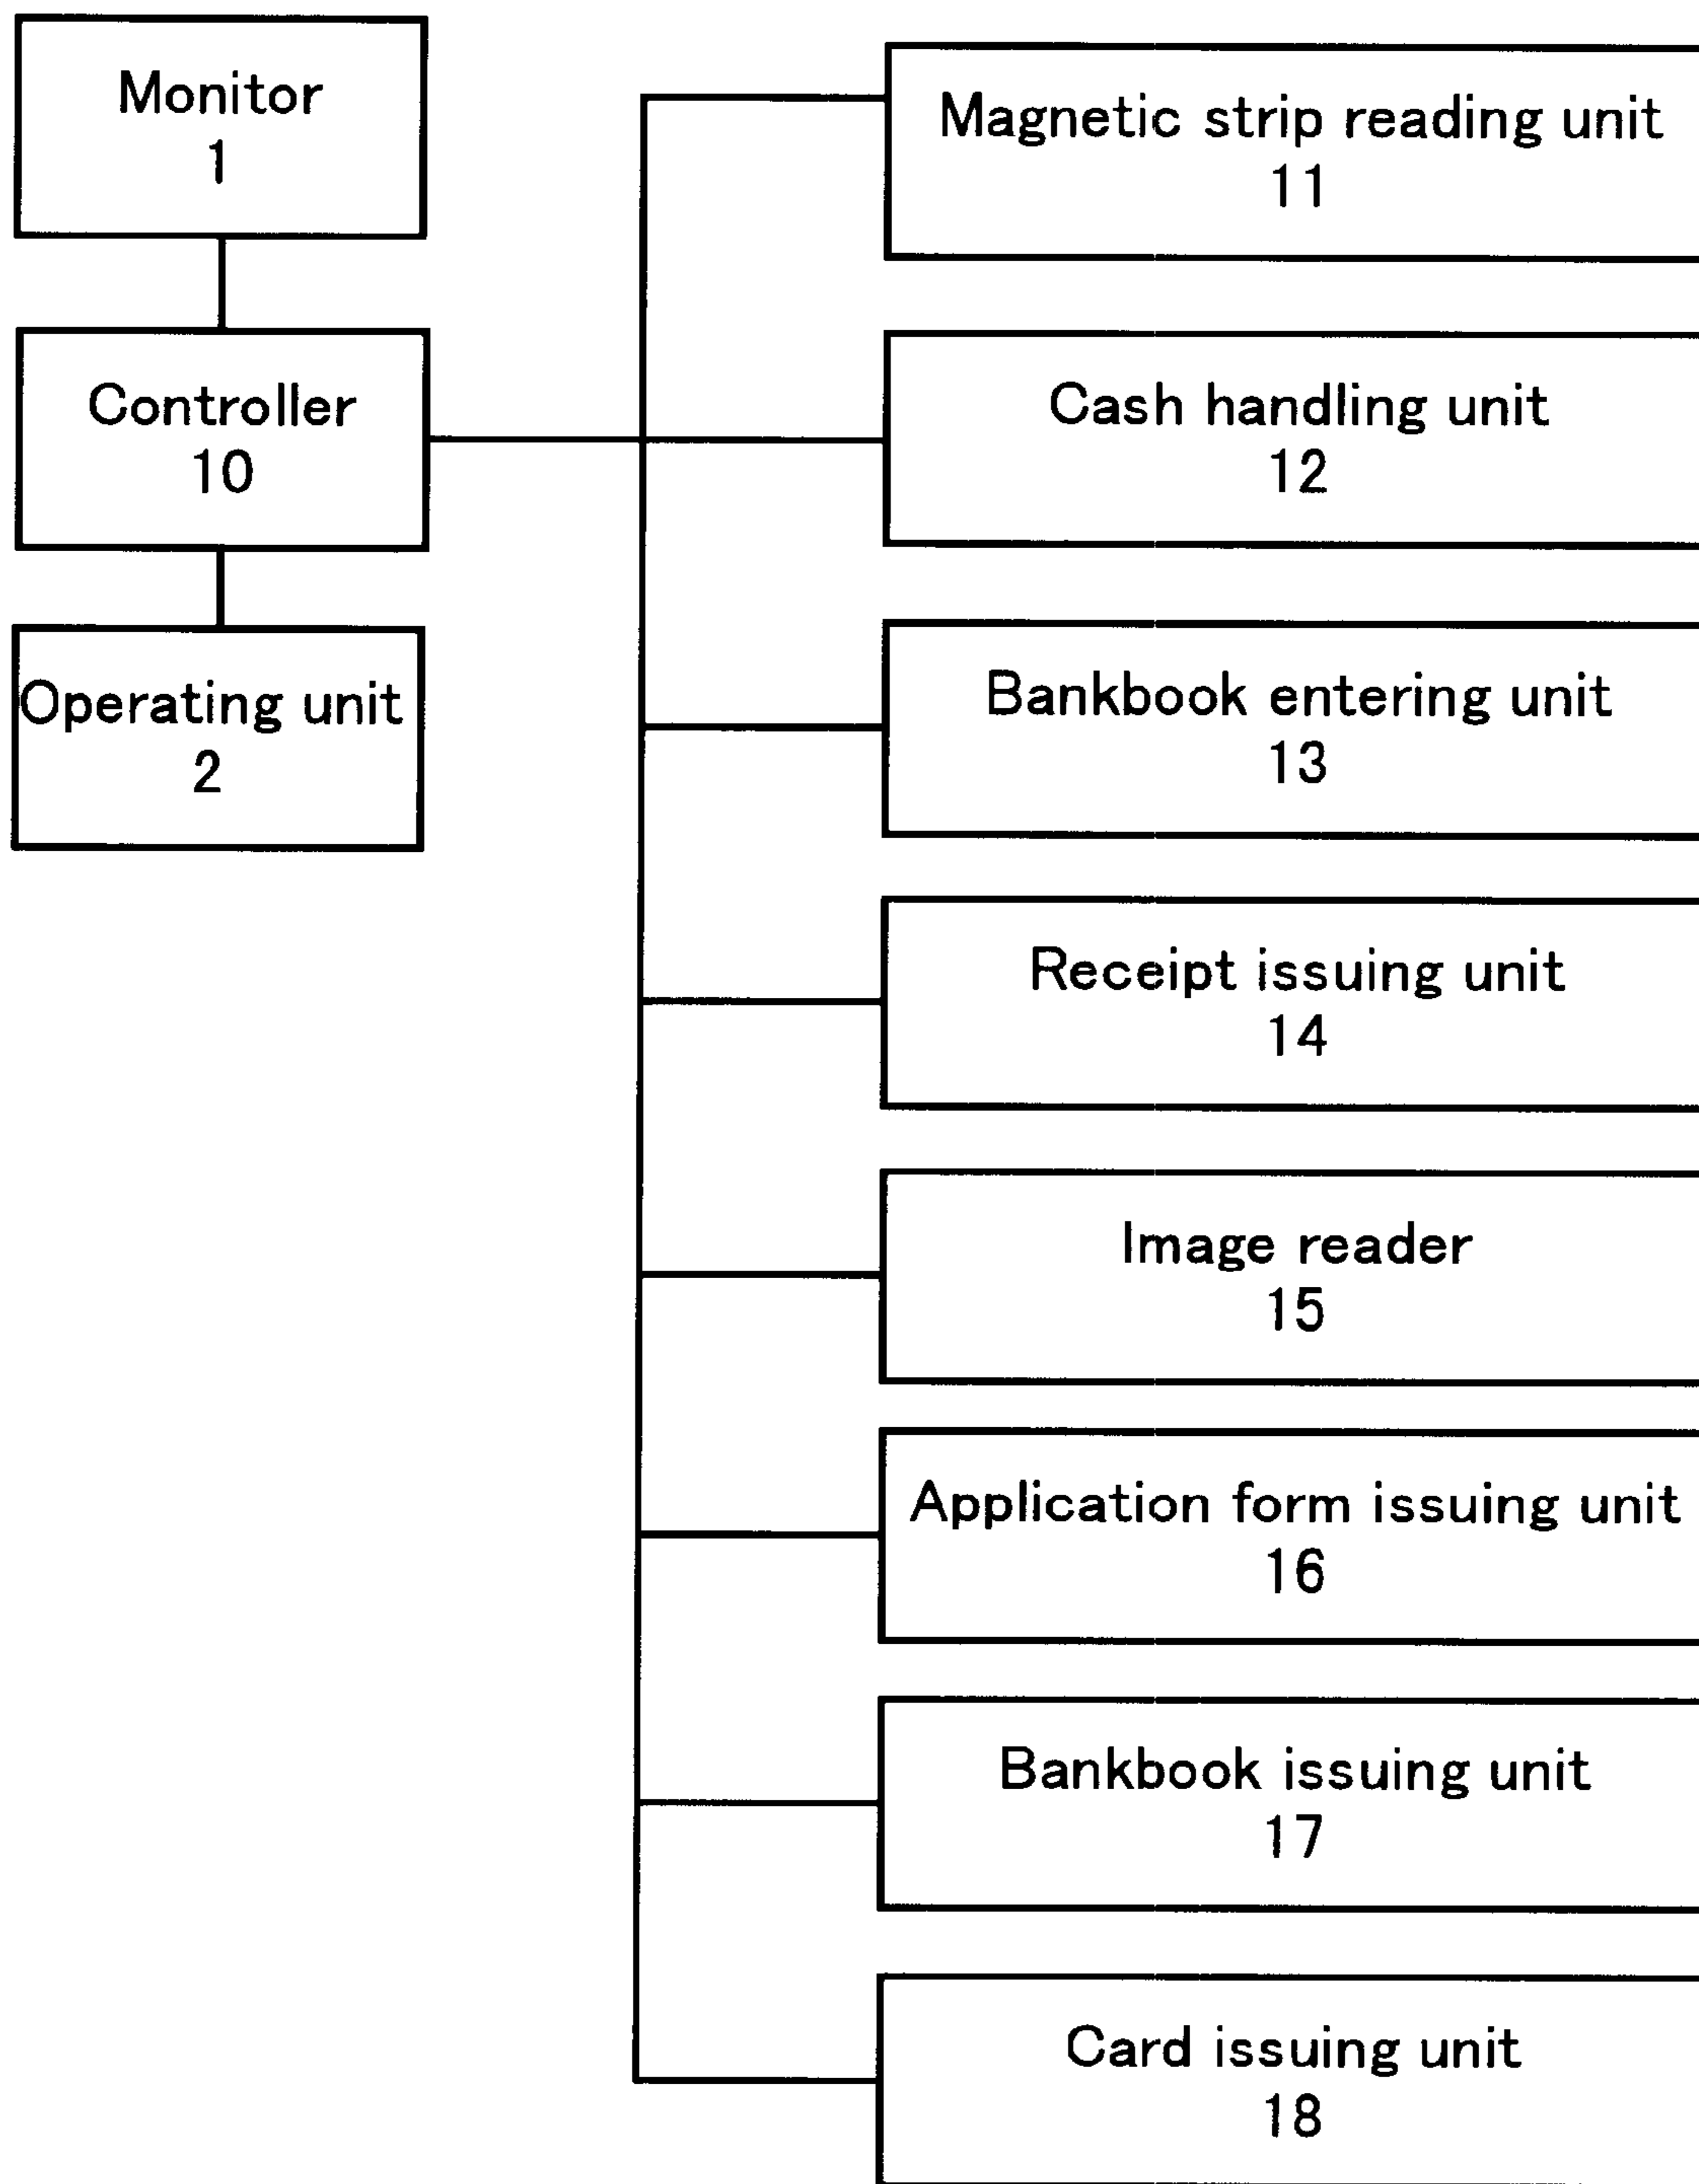 Monitor
1
Controller
10
Operating unit
2
Magnetic strip reading unit
11
Cash handling unit
12
Bankbook entering unit
13
Receipt issuing unit
14
Image reader
15
Application form issuing unit
16
Bankbook issuing unit
17
Card issuing unit
18